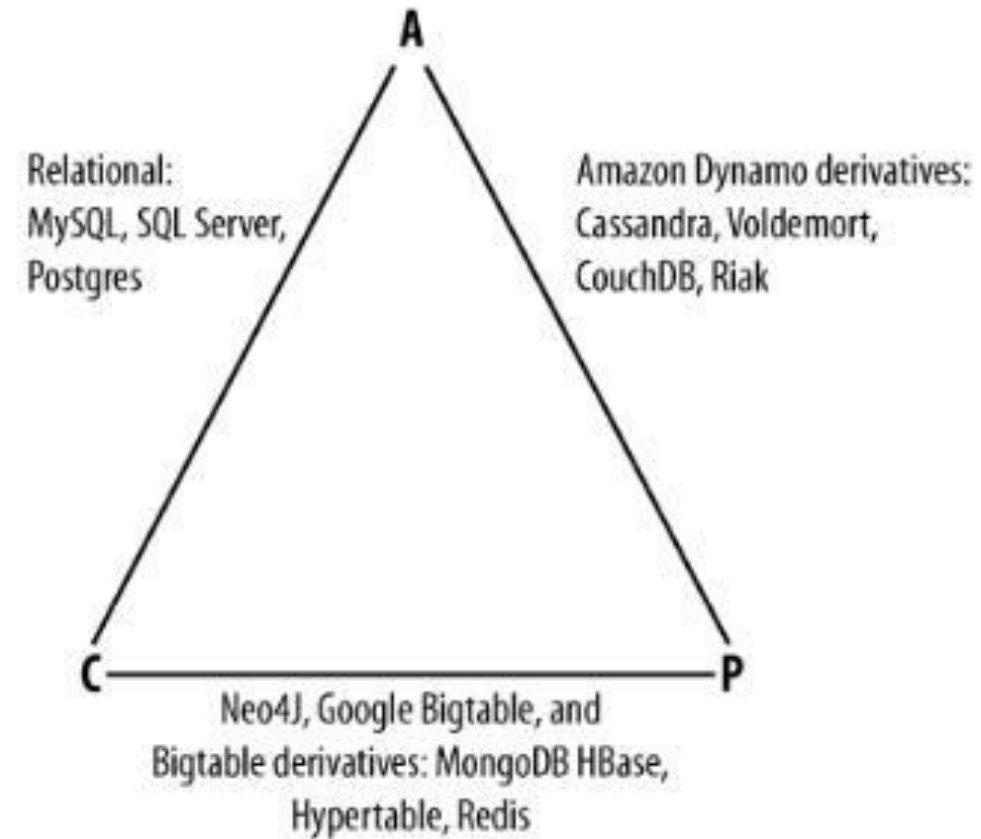 A
Relational:
MySQL, SQL Server,
Postgres
Amazon Dynamo derivatives:
Cassandra, Voldemort,
CouchDB, Riak
C
P
Neo4J, Google Bigtable, and
Bigtable derivatives: MongoDB HBase,
Hypertable, Redis